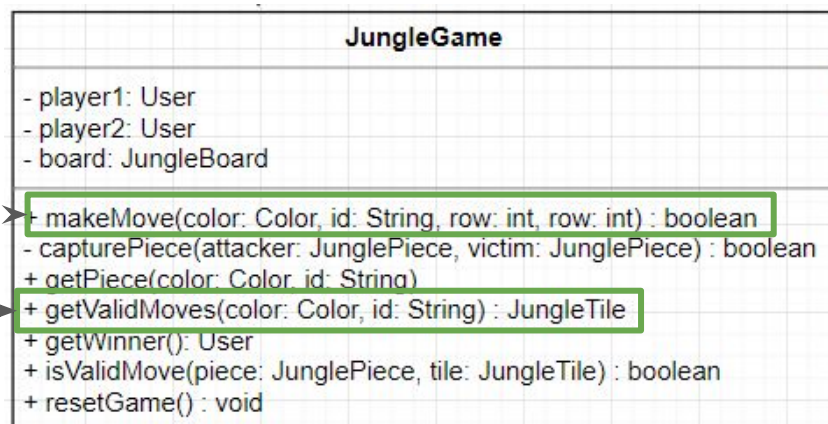 JungleGame
- player1: User
- player2: User
- board: JungleBoard
+ makeMove(color: Color, id: String, row: int, row: int) : boolean
- capturePiece(attacker: JunglePiece, victim: JunglePiece) : boolean
+ getPiece(color: Color, id: String)
+ getValidMoves(color: Color, id: String) : JungleTile
+ getWinner(): User
+ isValidMove(piece: JunglePiece, tile: JungleTile) : boolean
+ resetGame() : void